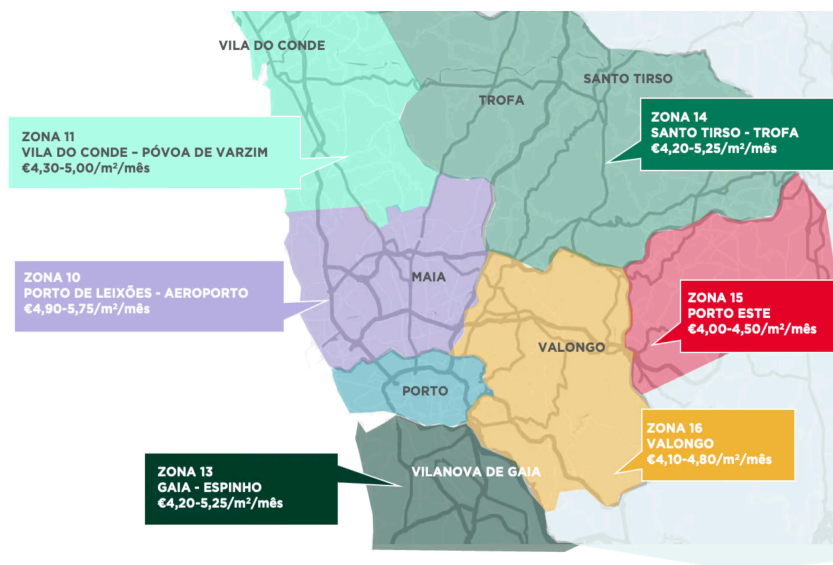 VILA DO CONDE
SANTO TIRSO
TROFA
ZONA 14
SANTO TIRSO - TROFA
€4,20-5,25/m²/mês
ZONA 11
VILA DO CONDE – PÓVOA DE VARZIM
€4,30-5,00/m²/mês
ZONA 10
PORTO DE LEIXÕES - AEROPORTO
€4,90-5,75/m²/mês
MAIA
ZONA 15
PORTO ESTE
€4,00-4,50/m²/mês
VALONGO
PORTO
ZONA 16
VALONGO
€4,10-4,80/m²/mês
ZONA 13
GAIA - ESPINHO
€4,20-5,25/m²/mês
VILANOVA DE GAIA